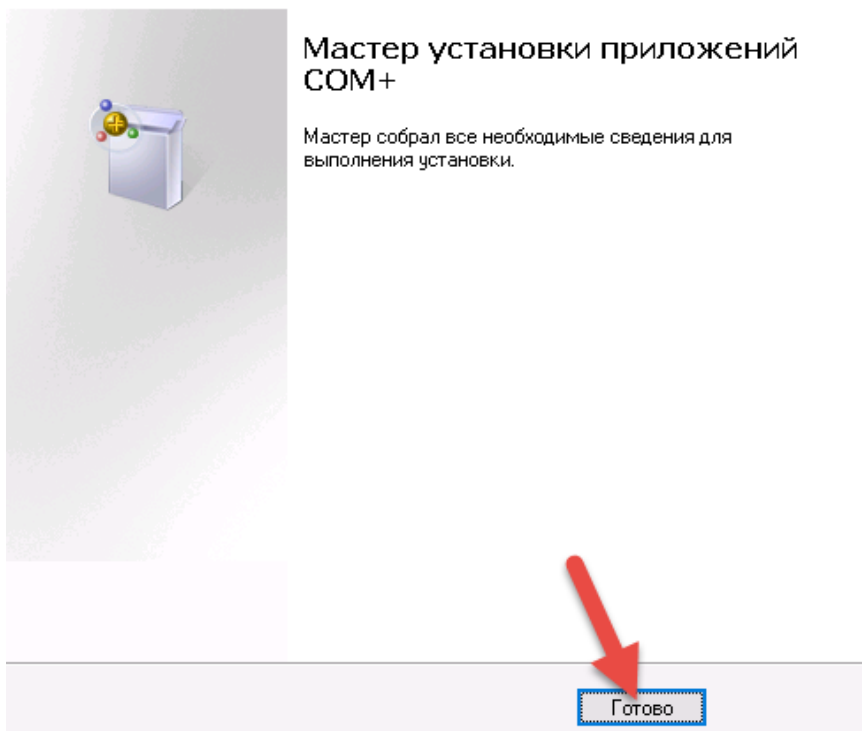 Мастер установки приложений
COM+
Мастер собрал все необходимые сведения для
выполнения установки.
Готово